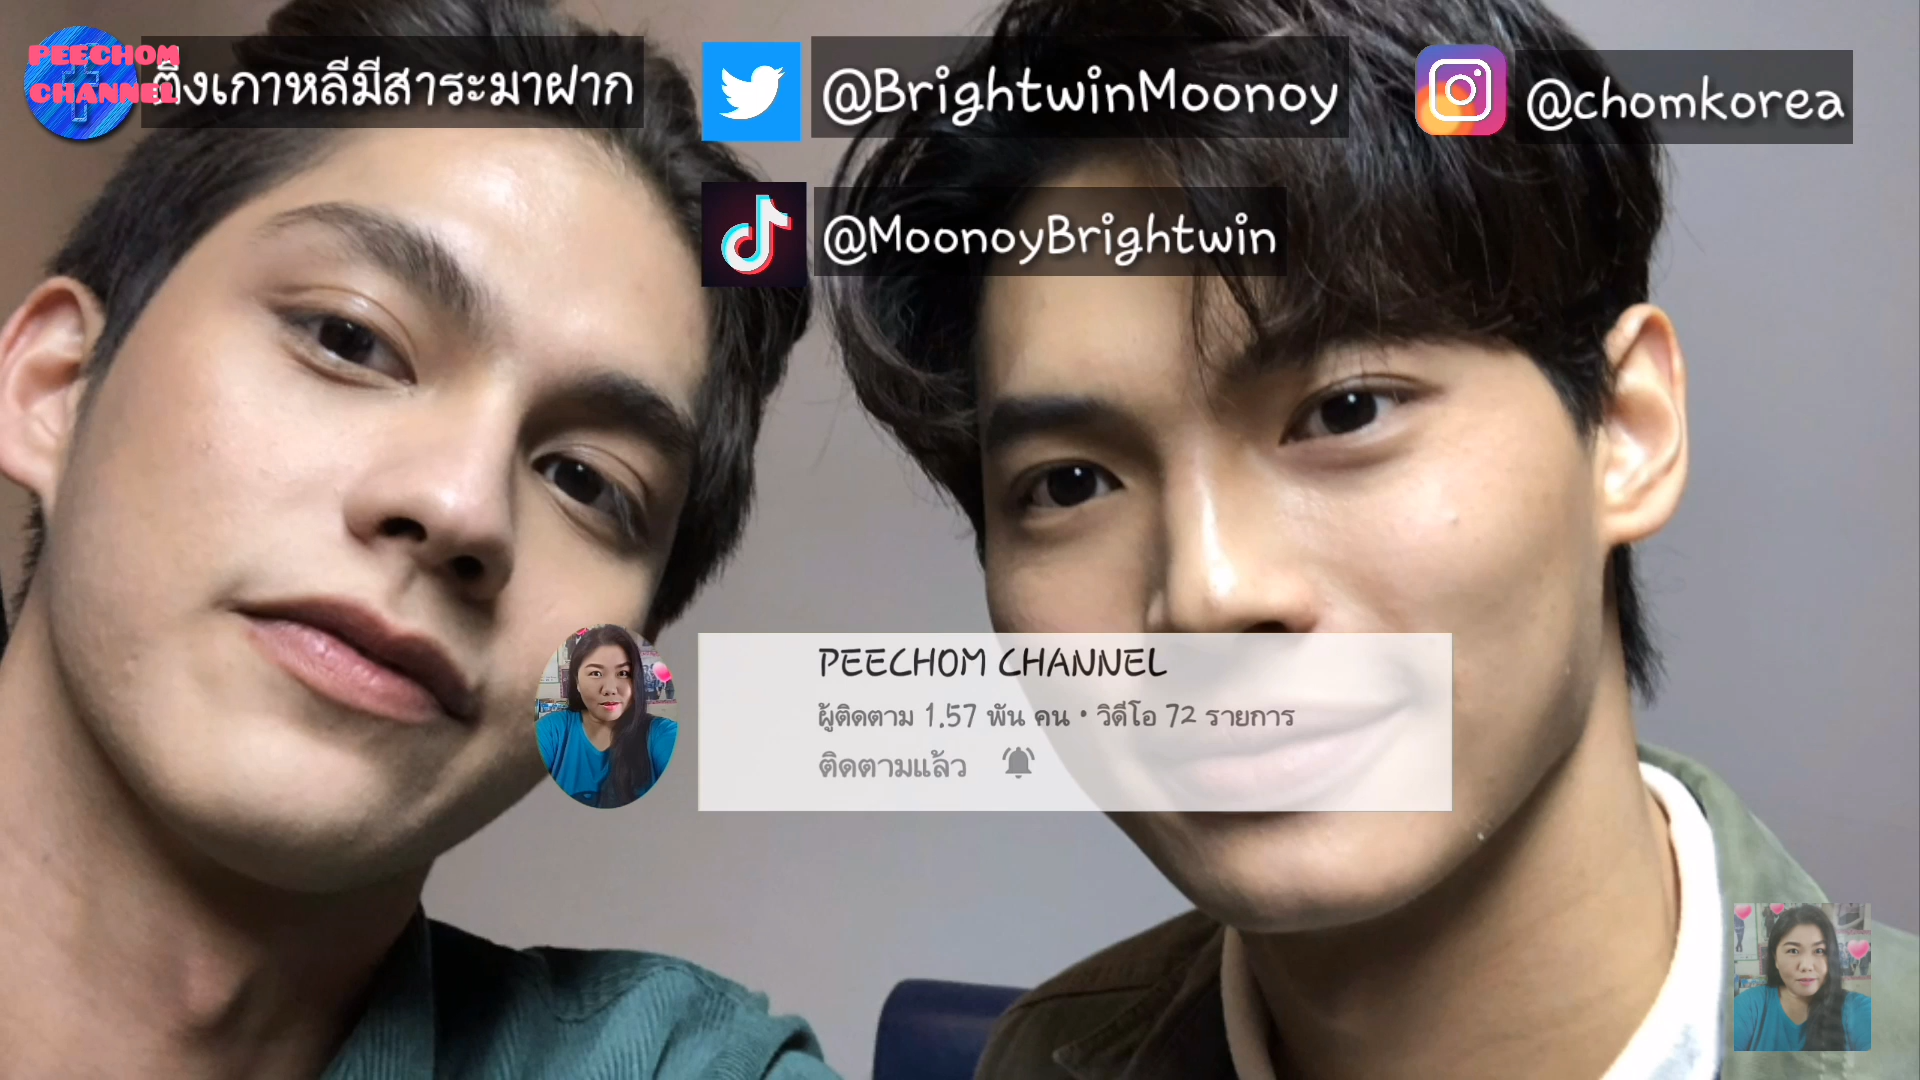 PEECHOM
CHANNEL
ติ่งเกาหลีมีสาระมาฝาก
@BrightwinMoonoy
@chomkorea
@MoonoyBrightwin
PEECHOM CHANNEL
ผู้ติดตาม 1.57 พัน คน • วิดีโอ 72 รายการ
ติดตามแล้ว